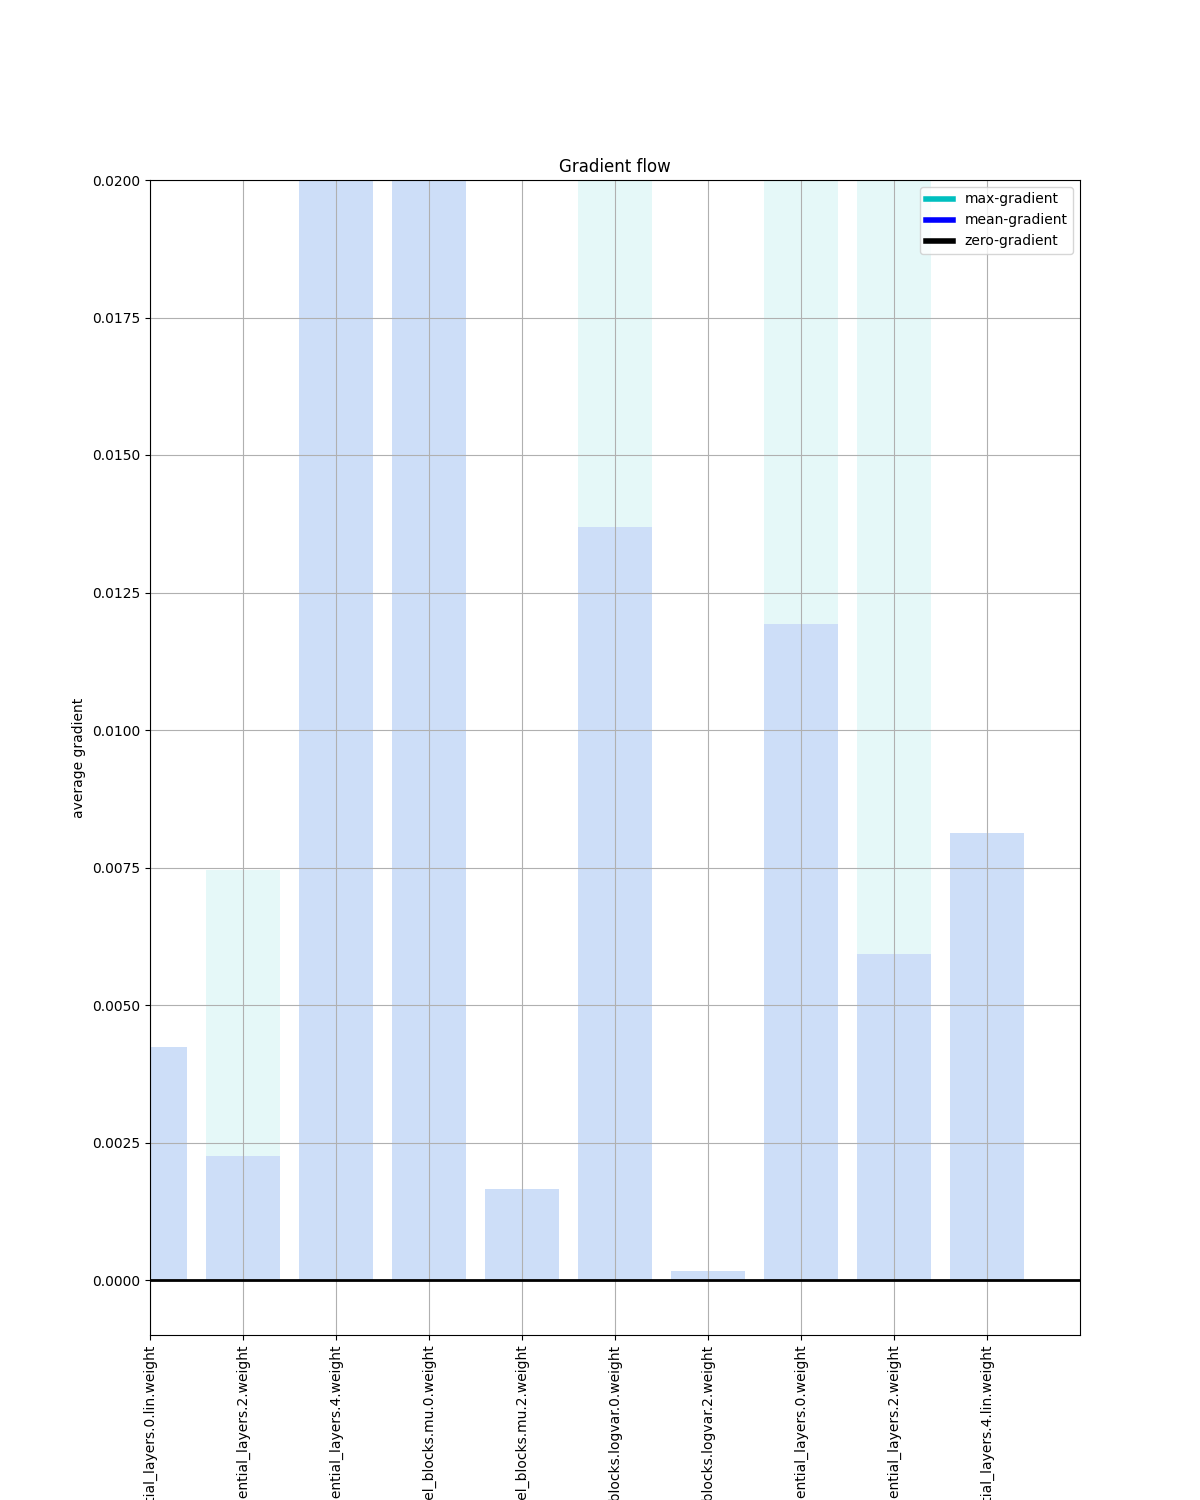 Gradient flow
max-gradient
mean-gradient
zero-gradient
0.0200
0.0175
0.0150
0.0125
0.0100
0.0075
0.0050
0.0025
0.0000
average gradient
tial_layers.0.lin.weight
ential_layers.2.weight
ential_layers.4.weight
el_blocks.mu.0.weight
el_blocks.mu.2.weight
blocks.logvar.0.weight
blocks.logvar.2.weight
ential_layers.0.weight
ential_layers.2.weight
tial_layers.4.lin.weight